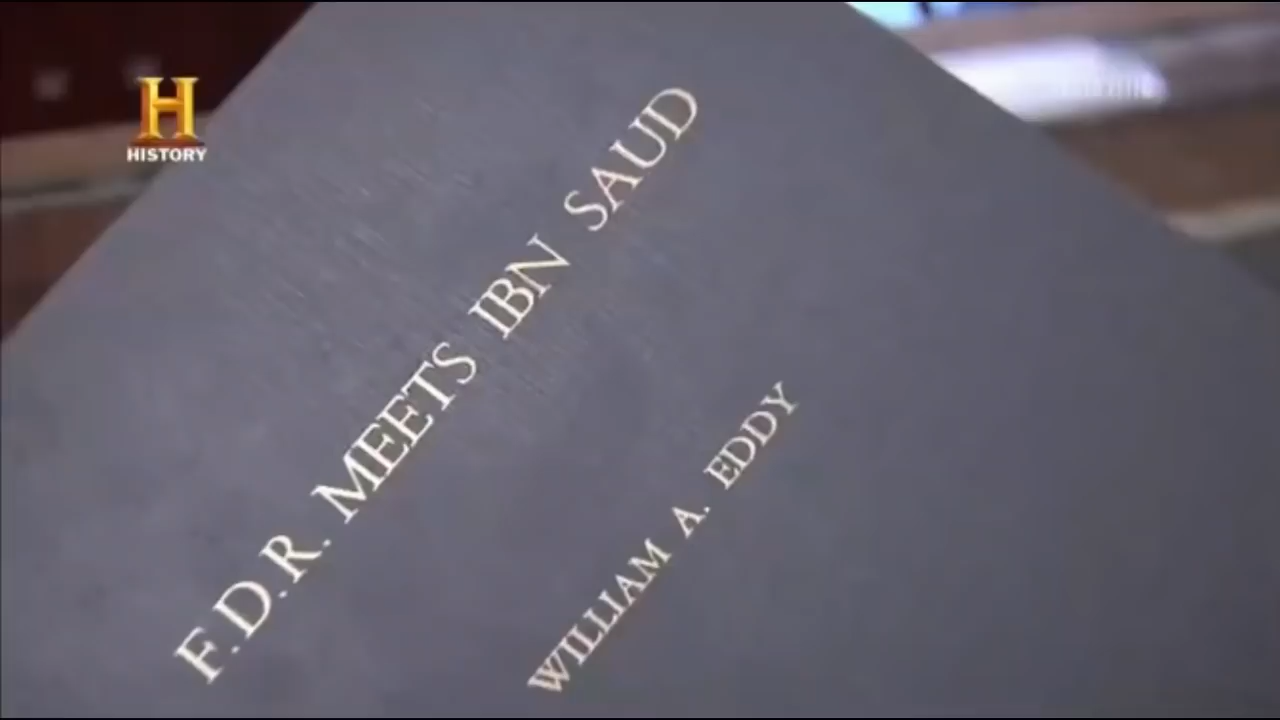 H
HISTORY
F.D.R. MEETS IBN SAUD
WILLIAM A. EDDY